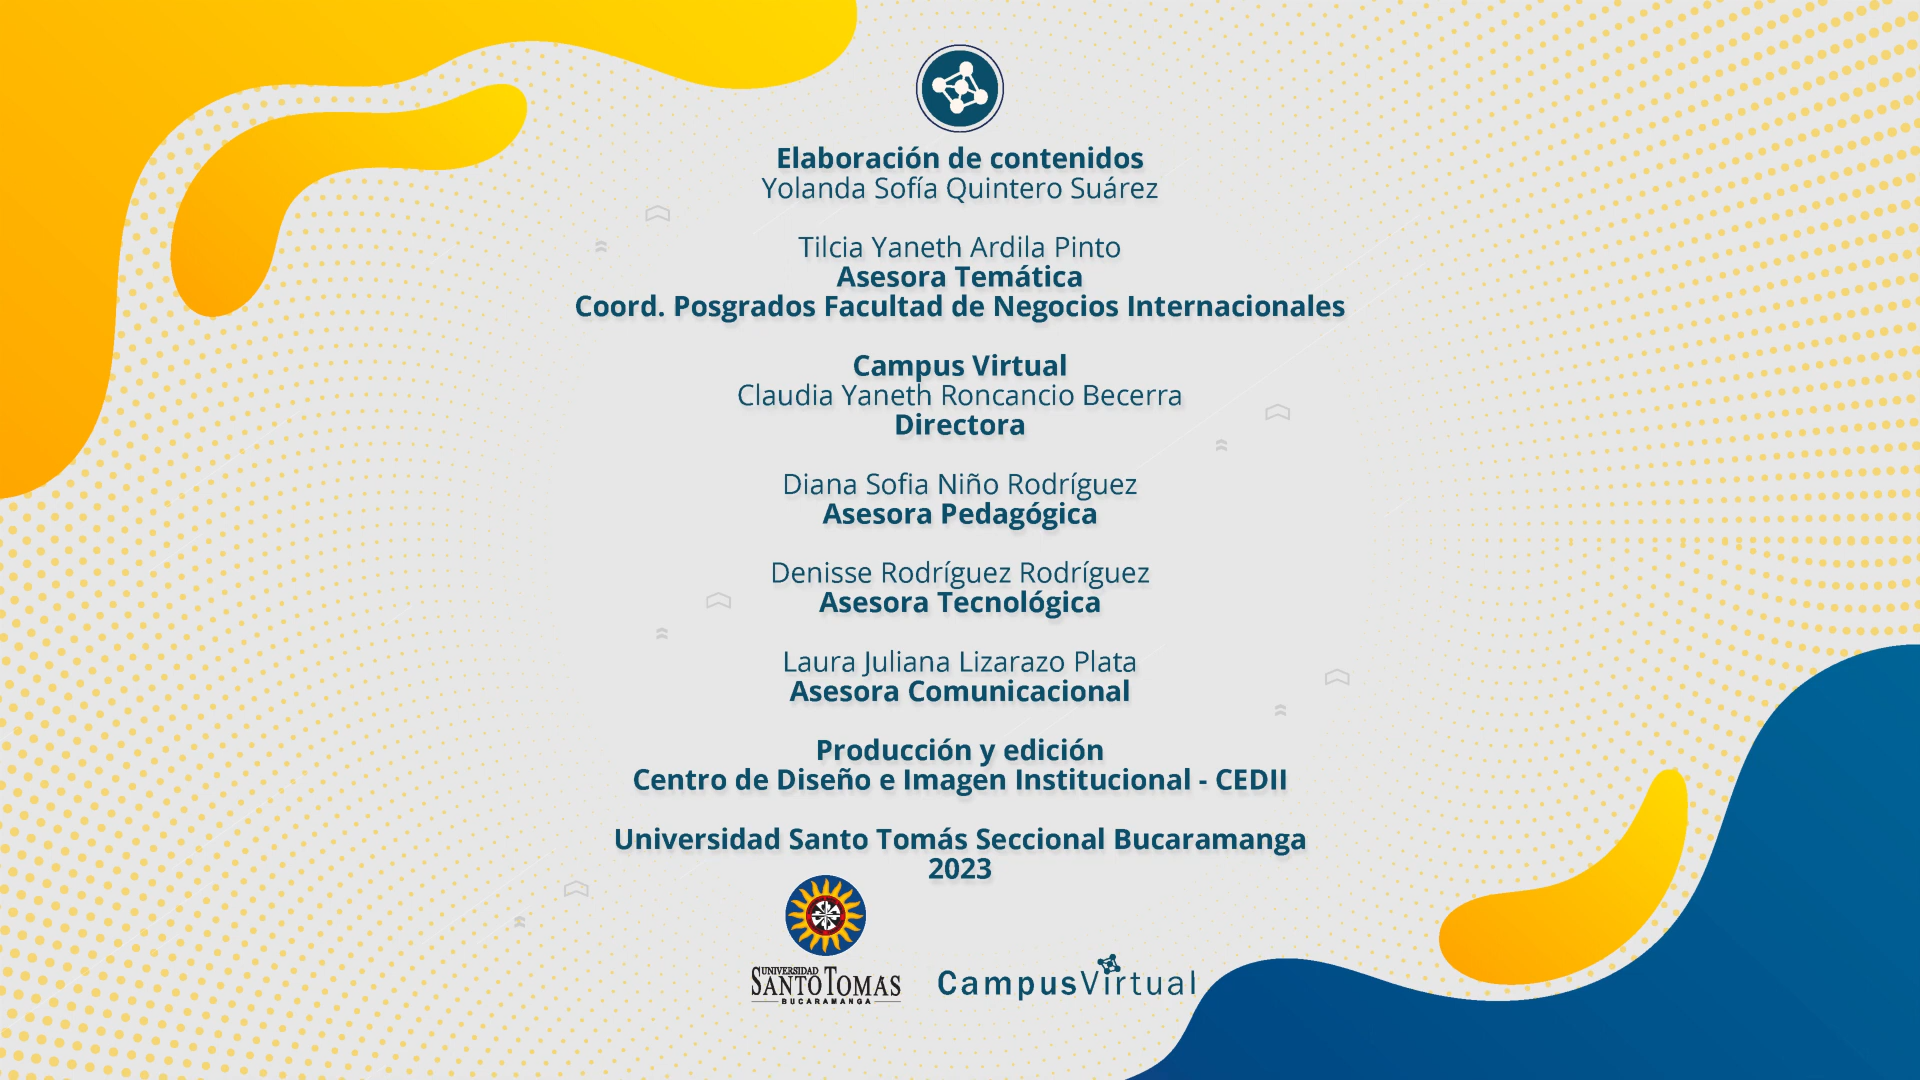 Elaboración de contenidos
Yolanda Sofía Quintero Suárez
Tilcia Yaneth Ardila Pinto
Asesora Temática
Coord. Posgrados Facultad de Negocios Internacionales
Campus Virtual
Claudia Yaneth Roncancio Becerra
Directora
Diana Sofia Niño Rodríguez
Asesora Pedagógica
Denisse Rodríguez Rodríguez
Asesora Tecnológica
Laura Juliana Lizarazo Plata
Asesora Comunicacional
Producción y edición
Centro de Diseño e Imagen Institucional - CEDII
Universidad Santo Tomás Seccional Bucaramanga
2023
UNIVERSIDAD
SANTO TOMAS
BUCARAMANGA
CampusVirtual